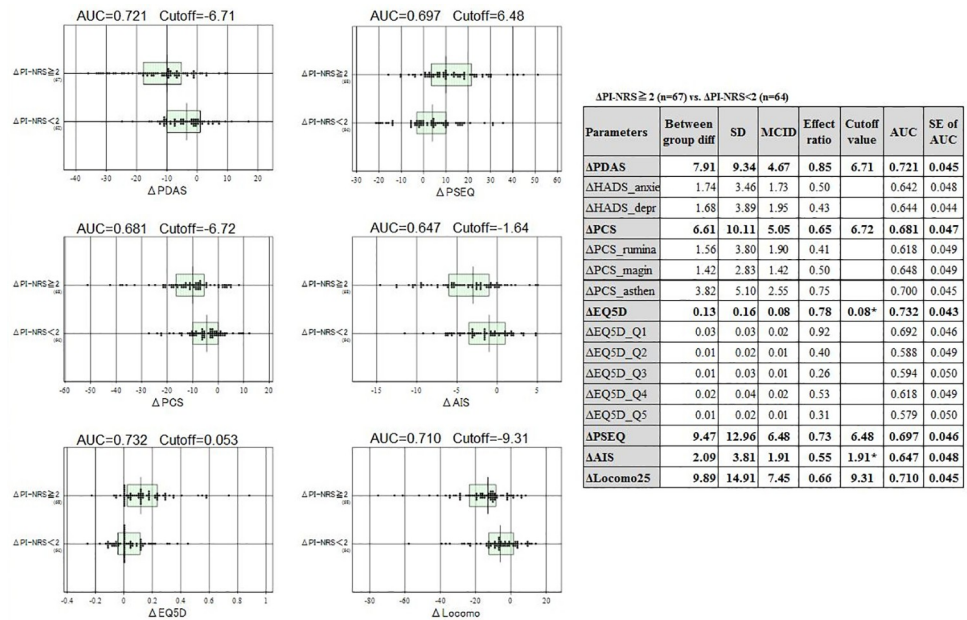 AUC=0.721 Cutoff=-6.71
ΔPI-NRS≧2
ΔPI-NRS<2
-40 -30 -20 -10 0 10 20
Δ PDAS
AUC=0.697 Cutoff=6.48
ΔPI-NRS≧2
ΔPI-NRS<2
-30 -20 -10 0 10 20 30 40 50 60
Δ PSEQ
AUC=0.681 Cutoff=-6.72
ΔPI-NRS≧2
ΔPI-NRS<2
-60 -50 -40 -30 -20 -10 0 10 20
Δ PCS
AUC=0.647 Cutoff=-1.64
ΔPI-NRS≧2
ΔPI-NRS<2
-15 -10 -5 0 5
Δ AIS
AUC=0.732 Cutoff=0.053
ΔPI-NRS≧2
ΔPI-NRS<2
-0.4 -0.2 0 0.2 0.4 0.6 0.8 1
Δ EQ5D
AUC=0.710 Cutoff=-9.31
ΔPI-NRS≧2
ΔPI-NRS<2
-80 -60 -40 -20 0 20
Δ Locomo
ΔPI-NRS≧2 (n=67) vs. ΔPI-NRS<2 (n=64)
Parameters Between group diff SD MCID Effect ratio Cutoff value AUC SE of AUC
ΔPDAS 7.91 9.34 4.67 0.85 6.71 0.721 0.045
ΔHADS_anxie 1.74 3.46 1.73 0.50 0.642 0.048
ΔHADS_depr 1.68 3.89 1.95 0.43 0.644 0.044
ΔPCS 6.61 10.11 5.05 0.65 6.72 0.681 0.047
ΔPCS_rumina 1.56 3.80 1.90 0.41 0.618 0.049
ΔPCS_magin 1.42 2.83 1.42 0.50 0.648 0.049
ΔPCS_asthen 3.82 5.10 2.55 0.75 0.700 0.045
ΔEQ5D 0.13 0.16 0.08 0.78 0.08* 0.732 0.043
ΔEQ5D_Q1 0.03 0.03 0.02 0.92 0.692 0.046
ΔEQ5D_Q2 0.01 0.02 0.01 0.40 0.588 0.049
ΔEQ5D_Q3 0.01 0.03 0.01 0.26 0.594 0.050
ΔEQ5D_Q4 0.02 0.04 0.02 0.53 0.618 0.049
ΔEQ5D_Q5 0.01 0.02 0.01 0.31 0.579 0.050
ΔPSEQ 9.47 12.96 6.48 0.73 6.48 0.697 0.046
ΔAIS 2.09 3.81 1.91 0.55 1.91* 0.647 0.048
ΔLocomo25 9.89 14.91 7.45 0.66 9.31 0.710 0.045